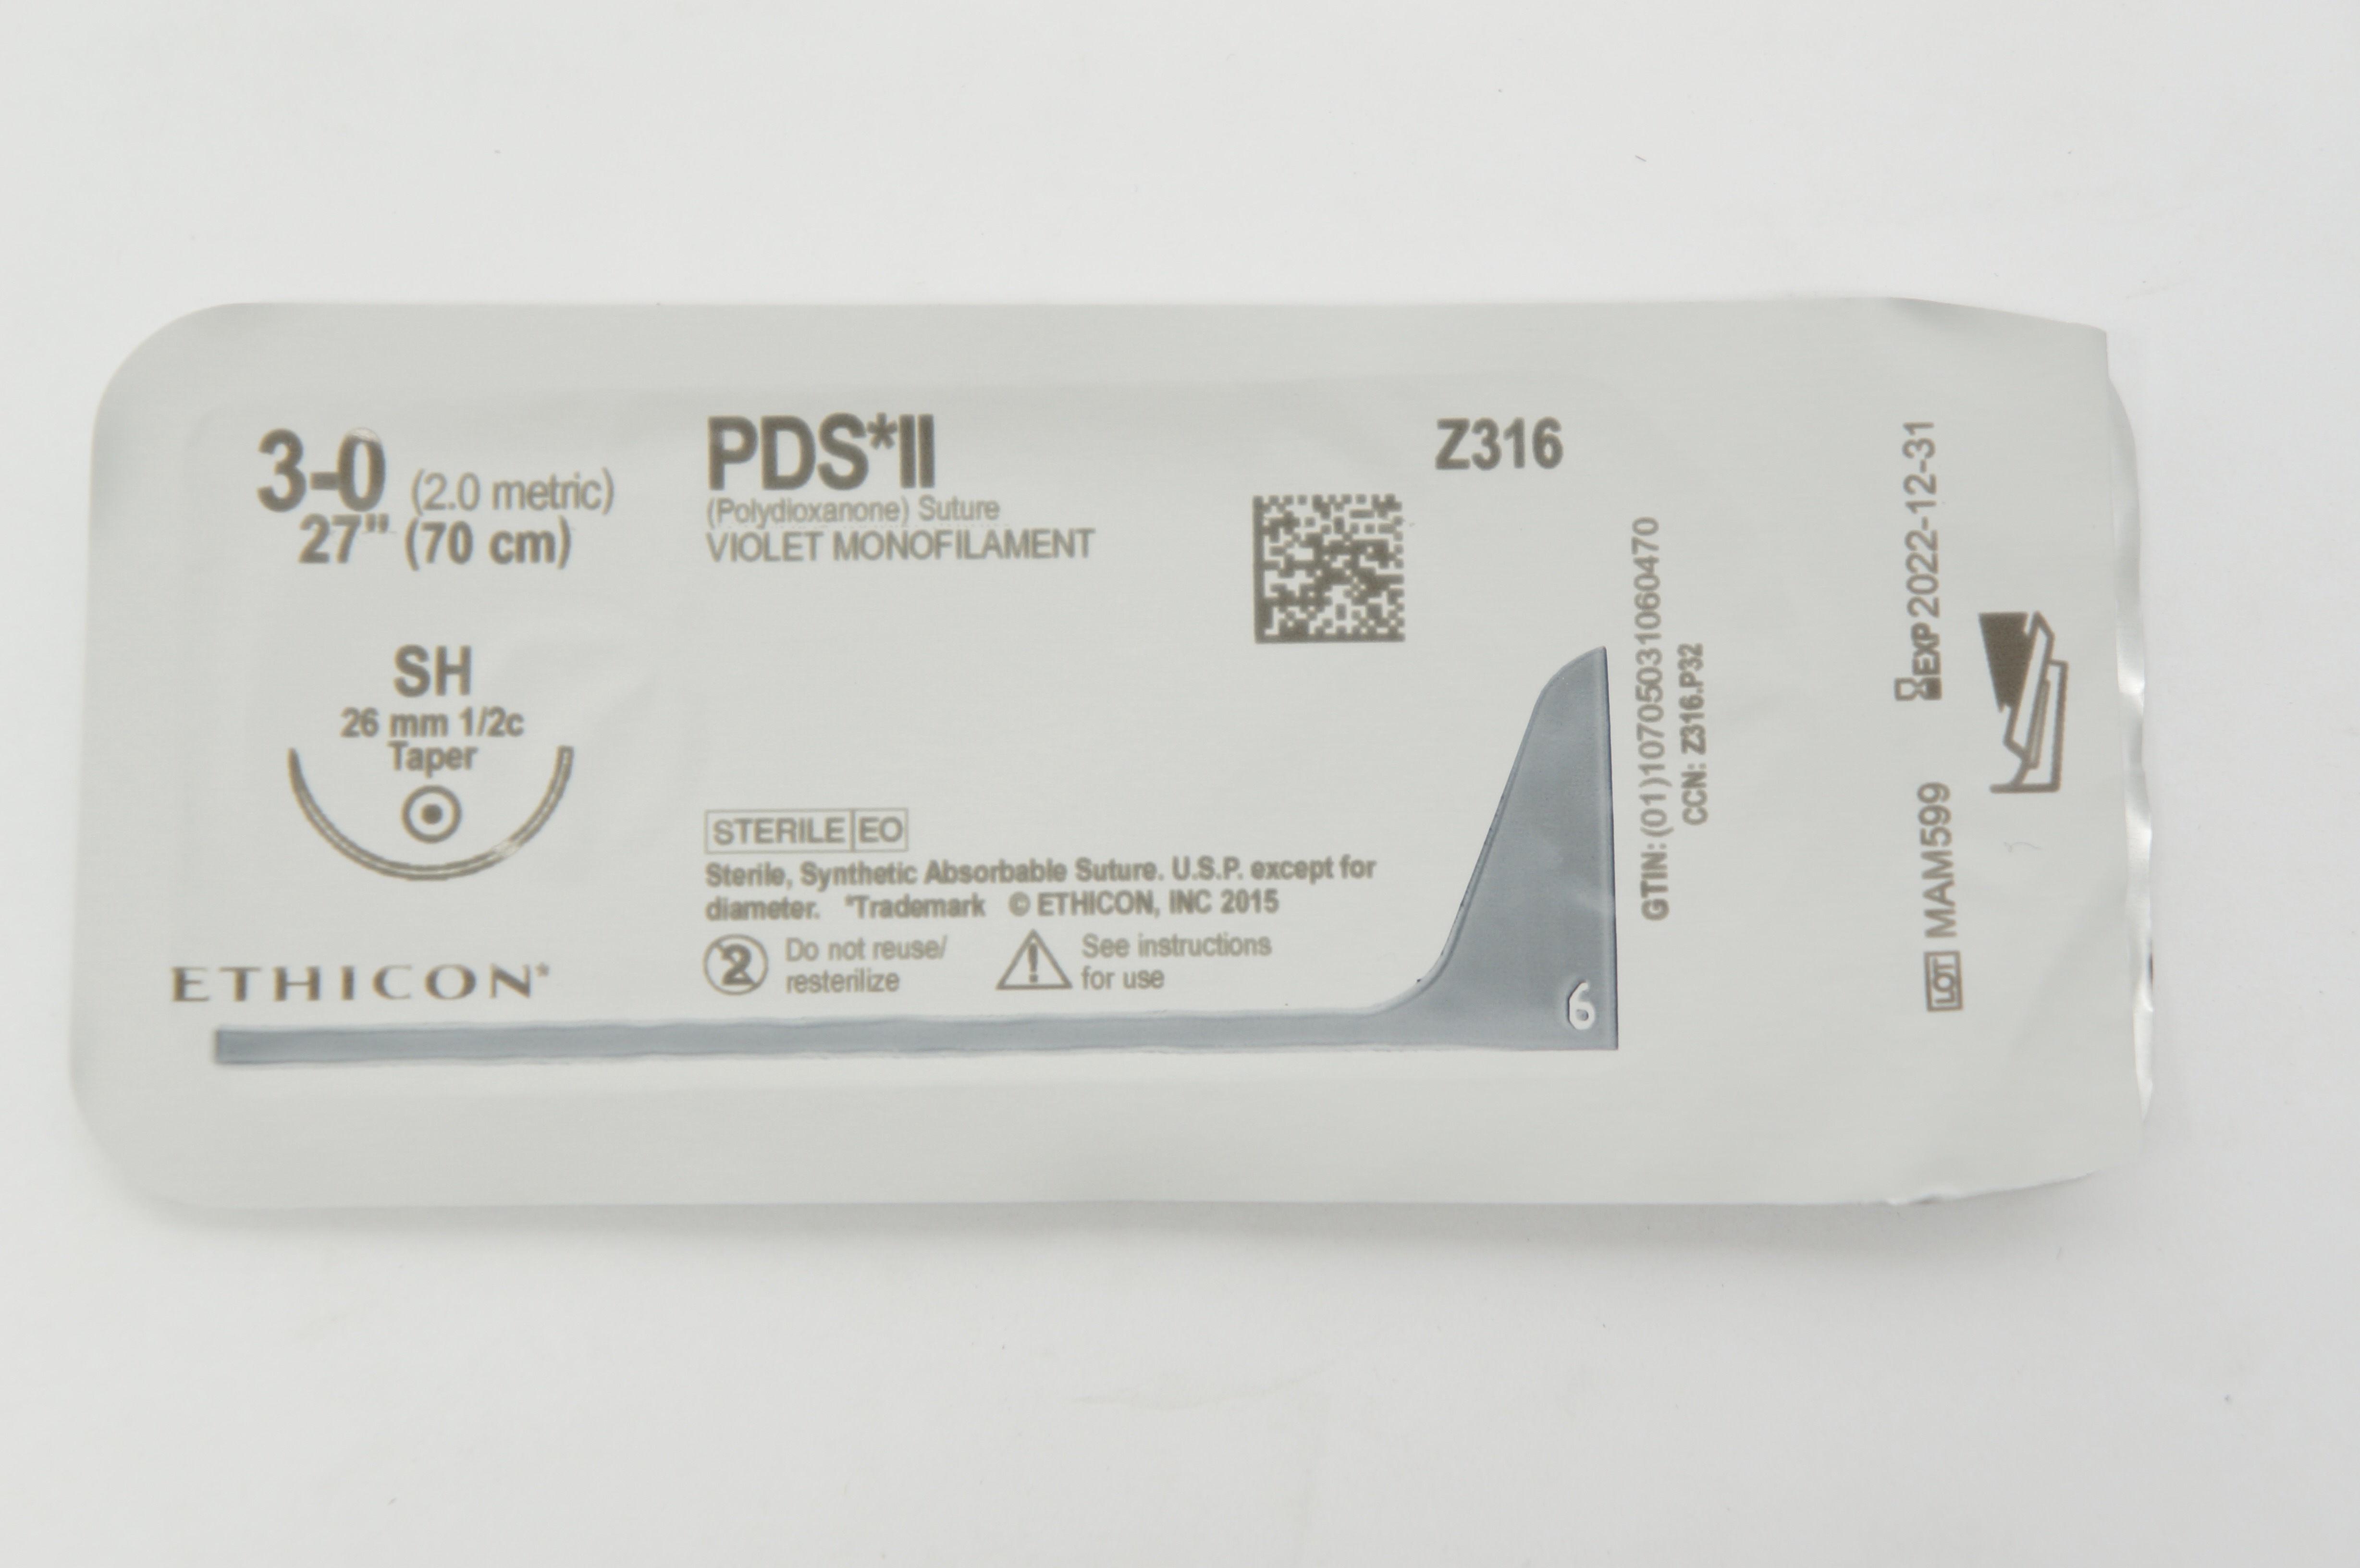 3-0 (2.0 metric)
27" (70 cm)
SH
26 mm 1/2c
Taper
ETHICON*
PDS*II
(Polydioxanone) Suture
VIOLET MONOFILAMENT
STERILE EO
Sterile, Synthetic Absorbable Suture. U.S.P. except for
diameter. *Trademark © ETHICON, INC 2015
2 Do not reuse/
resterilize
! See instructions
for use
Z316
6
GTIN: (01)10705031060470
CCN: Z316.P32
EXP 2022-12-31
LOT MAM599